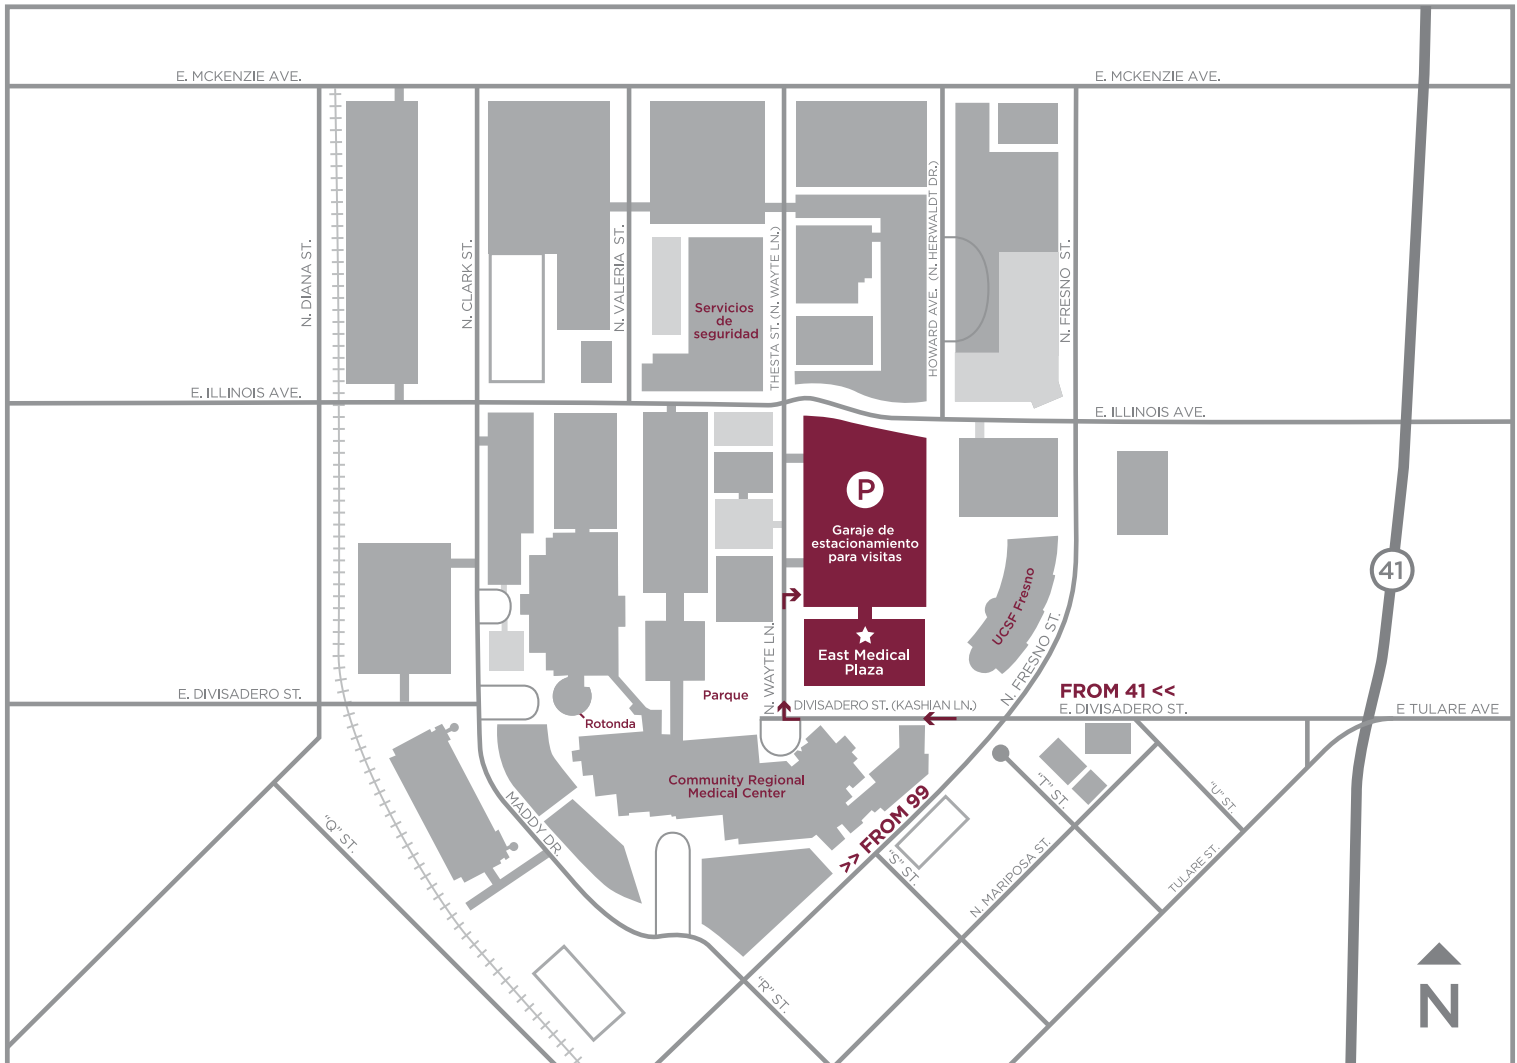 E. MCKENZIE AVE.
E. MCKENZIE AVE.
N. DIANA ST.
N. CLARK ST.
N. VALERIA ST.
THESTA ST. (N. WAYTE LN.)
HOWARD AVE. (N. HERWALDT DR.)
N. FRESNO ST.
Servicios
de
seguridad
E. ILLINOIS AVE.
E. ILLINOIS AVE.
P
Garaje de
estacionamiento
para visitas
41
UCSF Fresno
N. WAYTE LN.
East Medical
Plaza
N. FRESNO ST.
E. DIVISADERO ST.
Parque
FROM 41 <<
DIVISADERO ST. (KASHIAN LN.)
E. DIVISADERO ST.
E TULARE AVE
Rotonda
Community Regional
Medical Center
MADDY DR.
>> FROM 99
"Q" ST.
"T" ST.
"U" ST.
"S" ST.
N. MARIPOSA ST.
TULARE ST.
"R" ST.
N